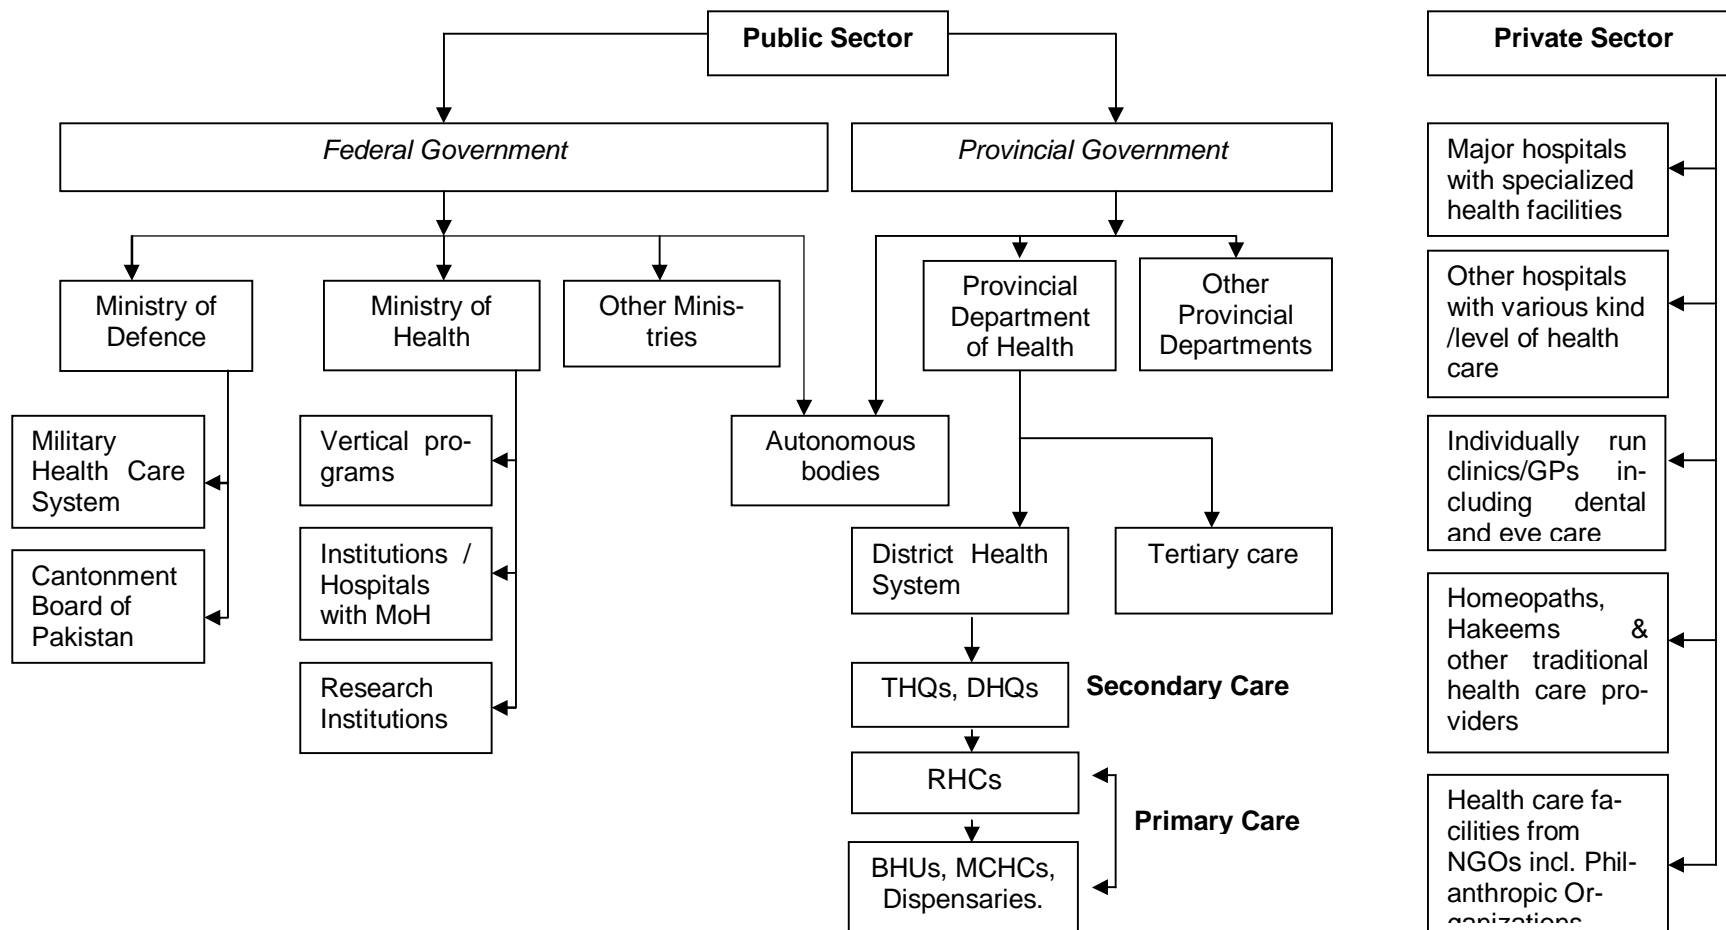 Public Sector
Private Sector
Federal Government
Provincial Government
Ministry of
Defence
Ministry of
Health
Other Minis-
tries
Provincial
Department
of Health
Other
Provincial
Departments
Military
Health Care
System
Cantonment
Board of
Pakistan
Vertical pro-
grams
Institutions /
Hospitals
with MoH
Research
Institutions
Autonomous
bodies
District Health
System
Tertiary care
THQs, DHQs
Secondary Care
RHCs
Primary Care
BHUs, MCHCs,
Dispensaries.
Major hospitals
with specialized
health facilities
Other hospitals
with various kind
/level of health
care
Individually run
clinics/GPs in-
cluding dental
and eye care
Homeopaths,
Hakeems &
other traditional
health care pro-
viders
Health care fa-
cilities from
NGOs incl. Phil-
anthropic Or-
ganizations